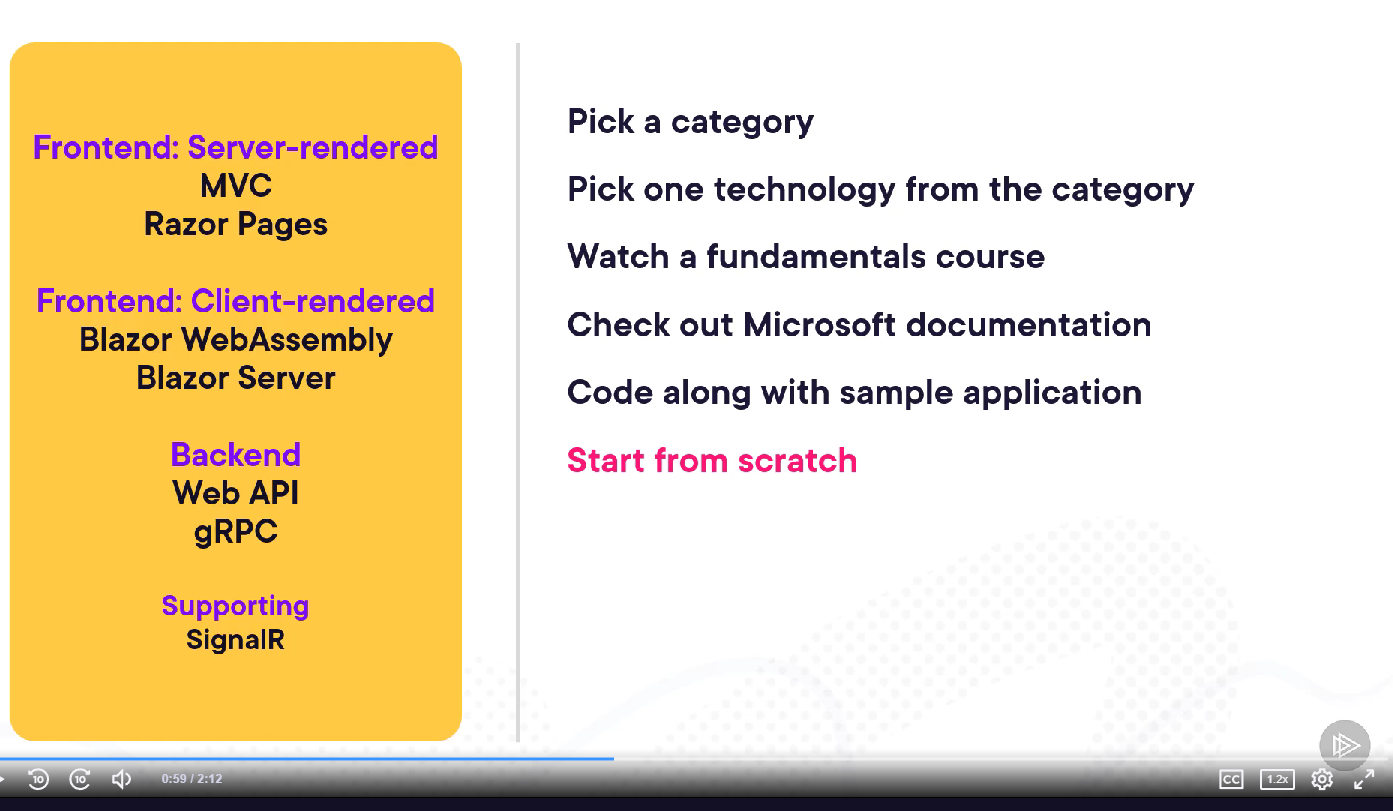 Frontend: Server-rendered
MVC
Razor Pages
Frontend: Client-rendered
Blazor WebAssembly
Blazor Server
Backend
Web API
gRPC
Supporting
SignalR
Pick a category
Pick one technology from the category
Watch a fundamentals course
Check out Microsoft documentation
Code along with sample application
Start from scratch
10
10
0:59 / 2:12
CC
1.2x